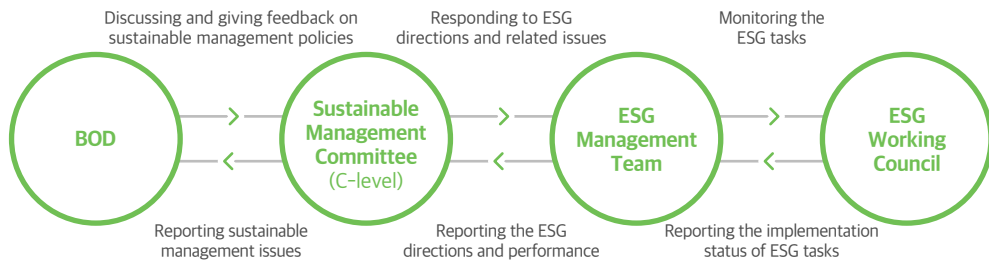 Discussing and giving feedback on
sustainable management policies
Responding to ESG
directions and related issues
Monitoring the
ESG tasks
BOD
Sustainable
Management
Committee
(C-level)
ESG
Management
Team
ESG
Working
Council
Reporting sustainable
management issues
Reporting the ESG
directions and performance
Reporting the implementation
status of ESG tasks